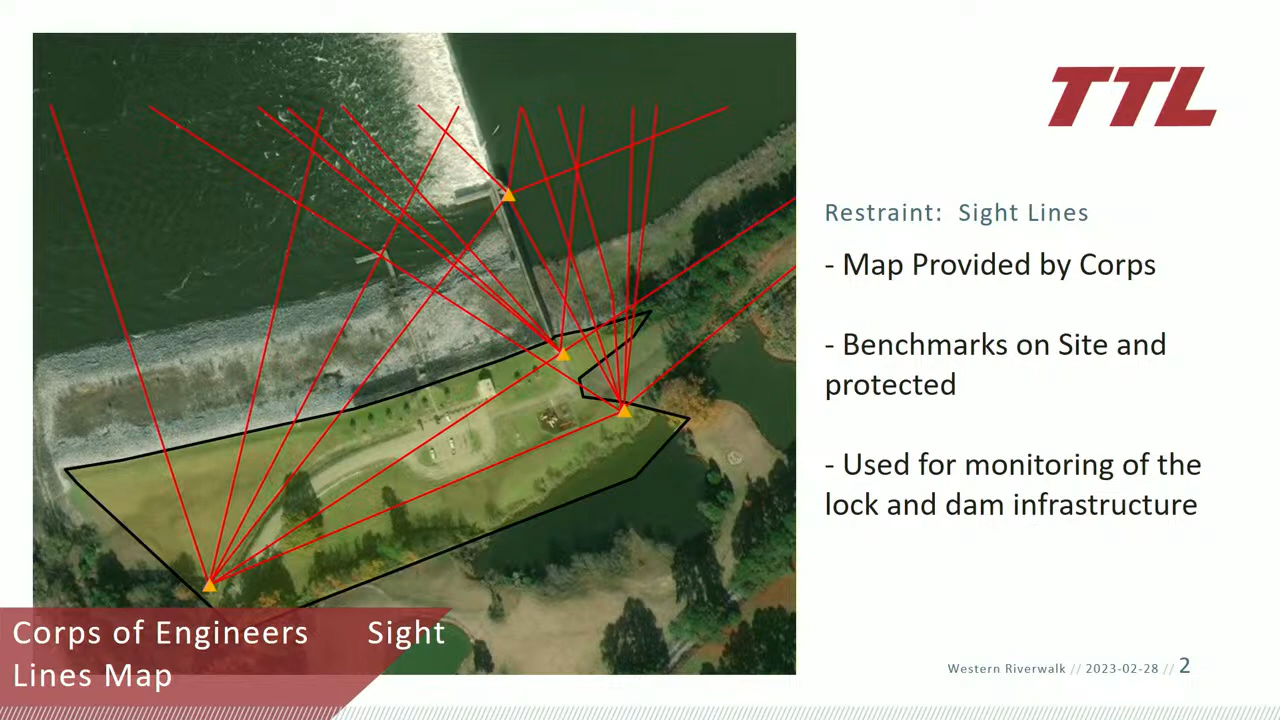 TTL
Restraint: Sight Lines
- Map Provided by Corps
- Benchmarks on Site and
protected
- Used for monitoring of the
lock and dam infrastructure
Corps of Engineers Sight
Lines Map
Western Riverwalk // 2023-02-28 // 2